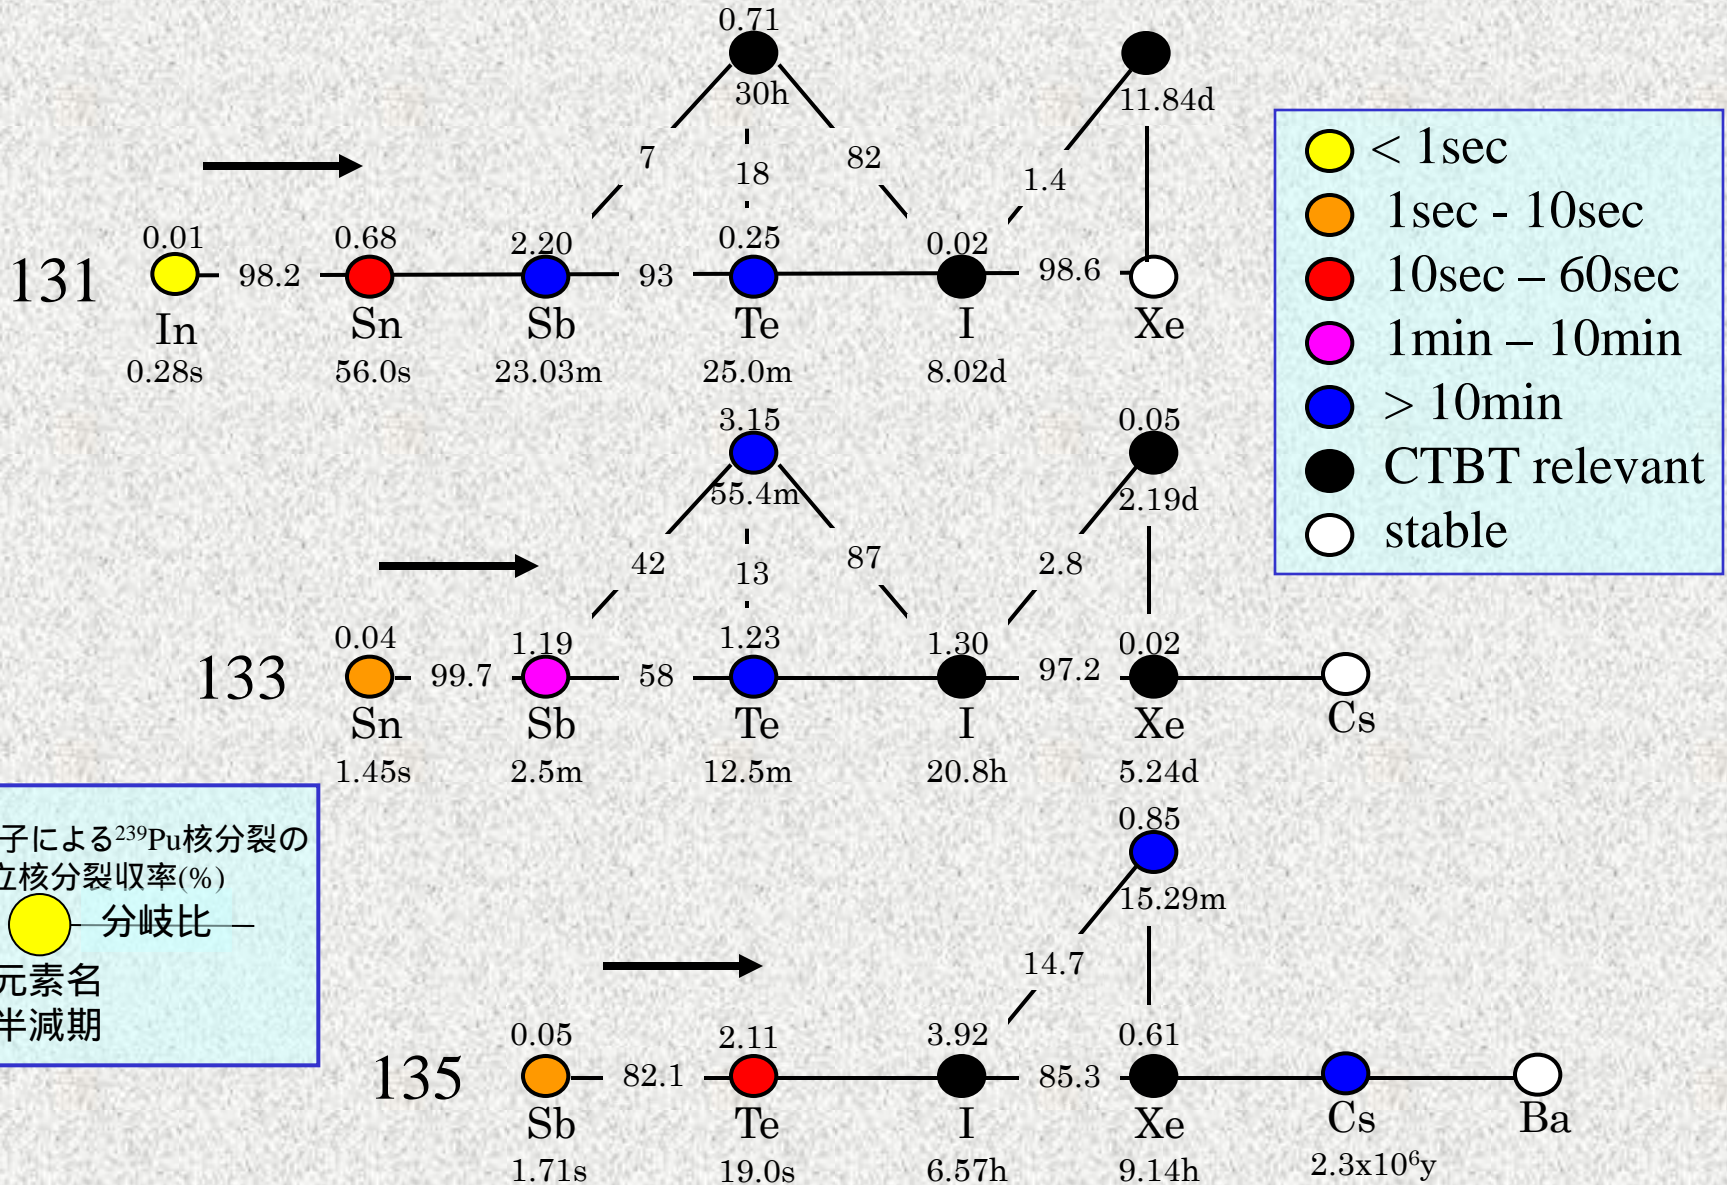 0.71
30h
11.84d
7
18
82
1.4
131
0.01
0.68
2.20
0.25
0.02
98.2
93
98.6
In
Sn
Sb
Te
I
Xe
0.28s
56.0s
23.03m
25.0m
8.02d
< 1sec
1sec - 10sec
10sec – 60sec
1min – 10min
> 10min
CTBT relevant
stable
3.15
0.05
55.4m
2.19d
42
13
87
2.8
133
0.04
1.19
1.23
1.30
0.02
99.7
58
97.2
Sn
Sb
Te
I
Xe
Cs
1.45s
2.5m
12.5m
20.8h
5.24d
子による²³⁹Pu核分裂の
立核分裂収率(%)
分岐比
元素名
半減期
0.85
15.29m
14.7
135
0.05
2.11
3.92
0.61
82.1
85.3
Sb
Te
I
Xe
Cs
Ba
1.71s
19.0s
6.57h
9.14h
2.3x10⁶y